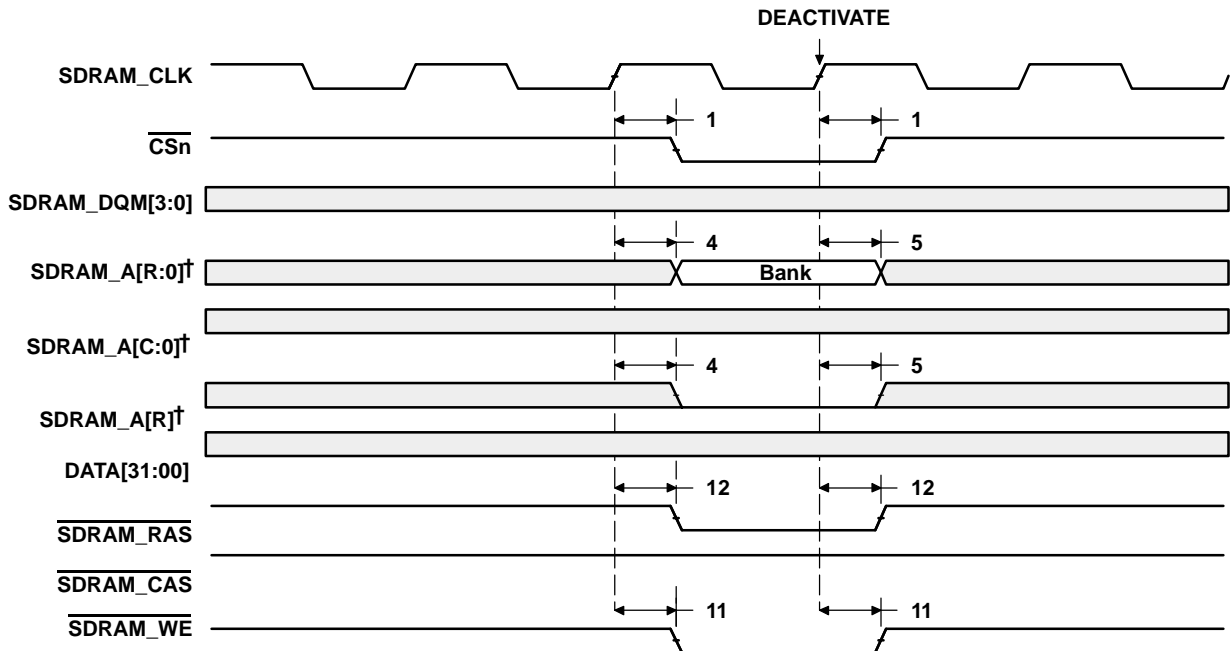 DEACTIVATE
SDRAM_CLK
1 1
CSn
SDRAM_DQM[3:0]
4 5
SDRAM_A[R:0]†
Bank
SDRAM_A[C:0]†
4 5
SDRAM_A[R]†
DATA[31:00]
12 12
SDRAM_RAS
SDRAM_CAS
11 11
SDRAM_WE